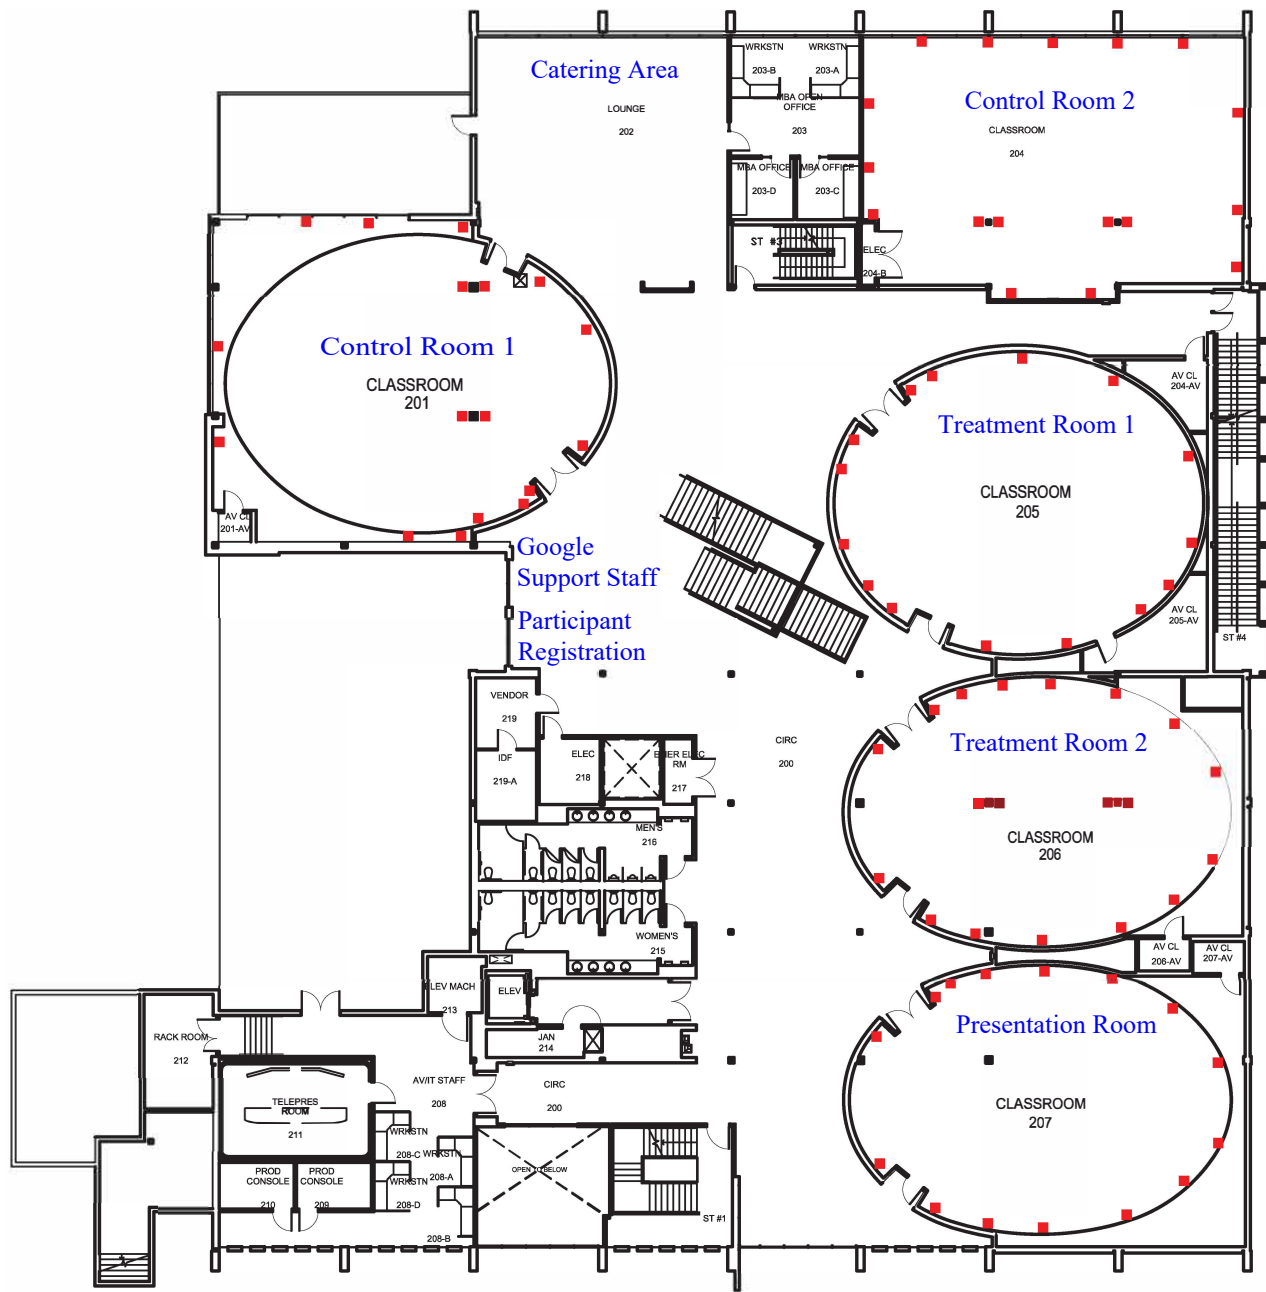 WRKSTN
203-B
WRKSTN
203-A
Catering Area
LOUNGE
202
MBA OPEN
OFFICE
203
Control Room 2
CLASSROOM
204
MBA OFFICE
203-D
MBA OFFICE
203-C
ST #3
ELEC
204-B
Control Room 1
CLASSROOM
201
AV CL
204-AV
Treatment Room 1
CLASSROOM
205
AV CL
201-AV
Google
Support Staff
Participant
Registration
AV CL
205-AV
ST #4
VENDOR
219
IDF
219-A
ELEC
218
EMER ELEC
RM
217
CIRC
200
Treatment Room 2
CLASSROOM
206
MEN'S
216
WOMEN'S
215
AV CL
206-AV
AV CL
207-AV
ELEV MACH
213
ELEV
JAN
214
Presentation Room
CLASSROOM
207
RACK ROOM
212
TELEPRES
ROOM
211
AV/IT STAFF
208
CIRC
200
WRKSTN
208-C
WRKSTN
208-A
WRKSTN
208-D
208-B
PROD
CONSOLE
210
PROD
CONSOLE
209
OPEN TO BELOW
ST #1